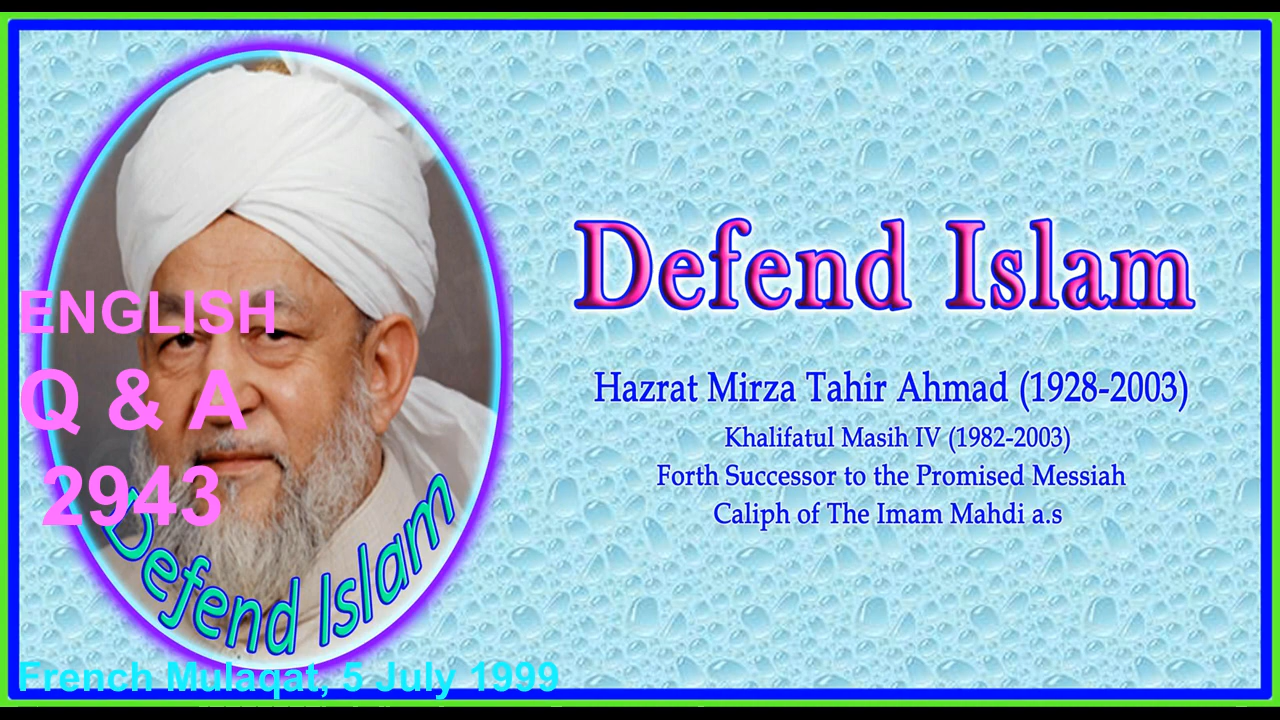 Defend Islam
Hazrat Mirza Tahir Ahmad (1928-2003)
Khalifatul Masih IV (1982-2003)
Forth Successor to the Promised Messiah
Caliph of The Imam Mahdi a.s
ENGLISH
Q & A
2943
Defend Islam
French Mulaqat, 5 July 1999